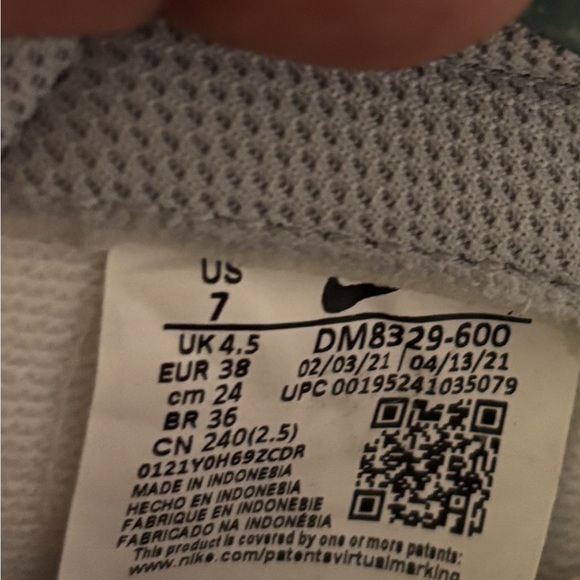 US
7
UK 4.5
EUR 38
cm 24
BR 36
CN 240(2.5)
DM8329-600
02/03/21 04/13/21
UPC 00195241035079
0121Y0H69ZCDR
MADE IN INDONESIA
HECHO EN INDONESIA
FABRIQUE EN INDONESIE
FABRICADO NA INDONÉSIA
This product is covered by one or more patents:
www.nike.com/patentsvirtualmarking